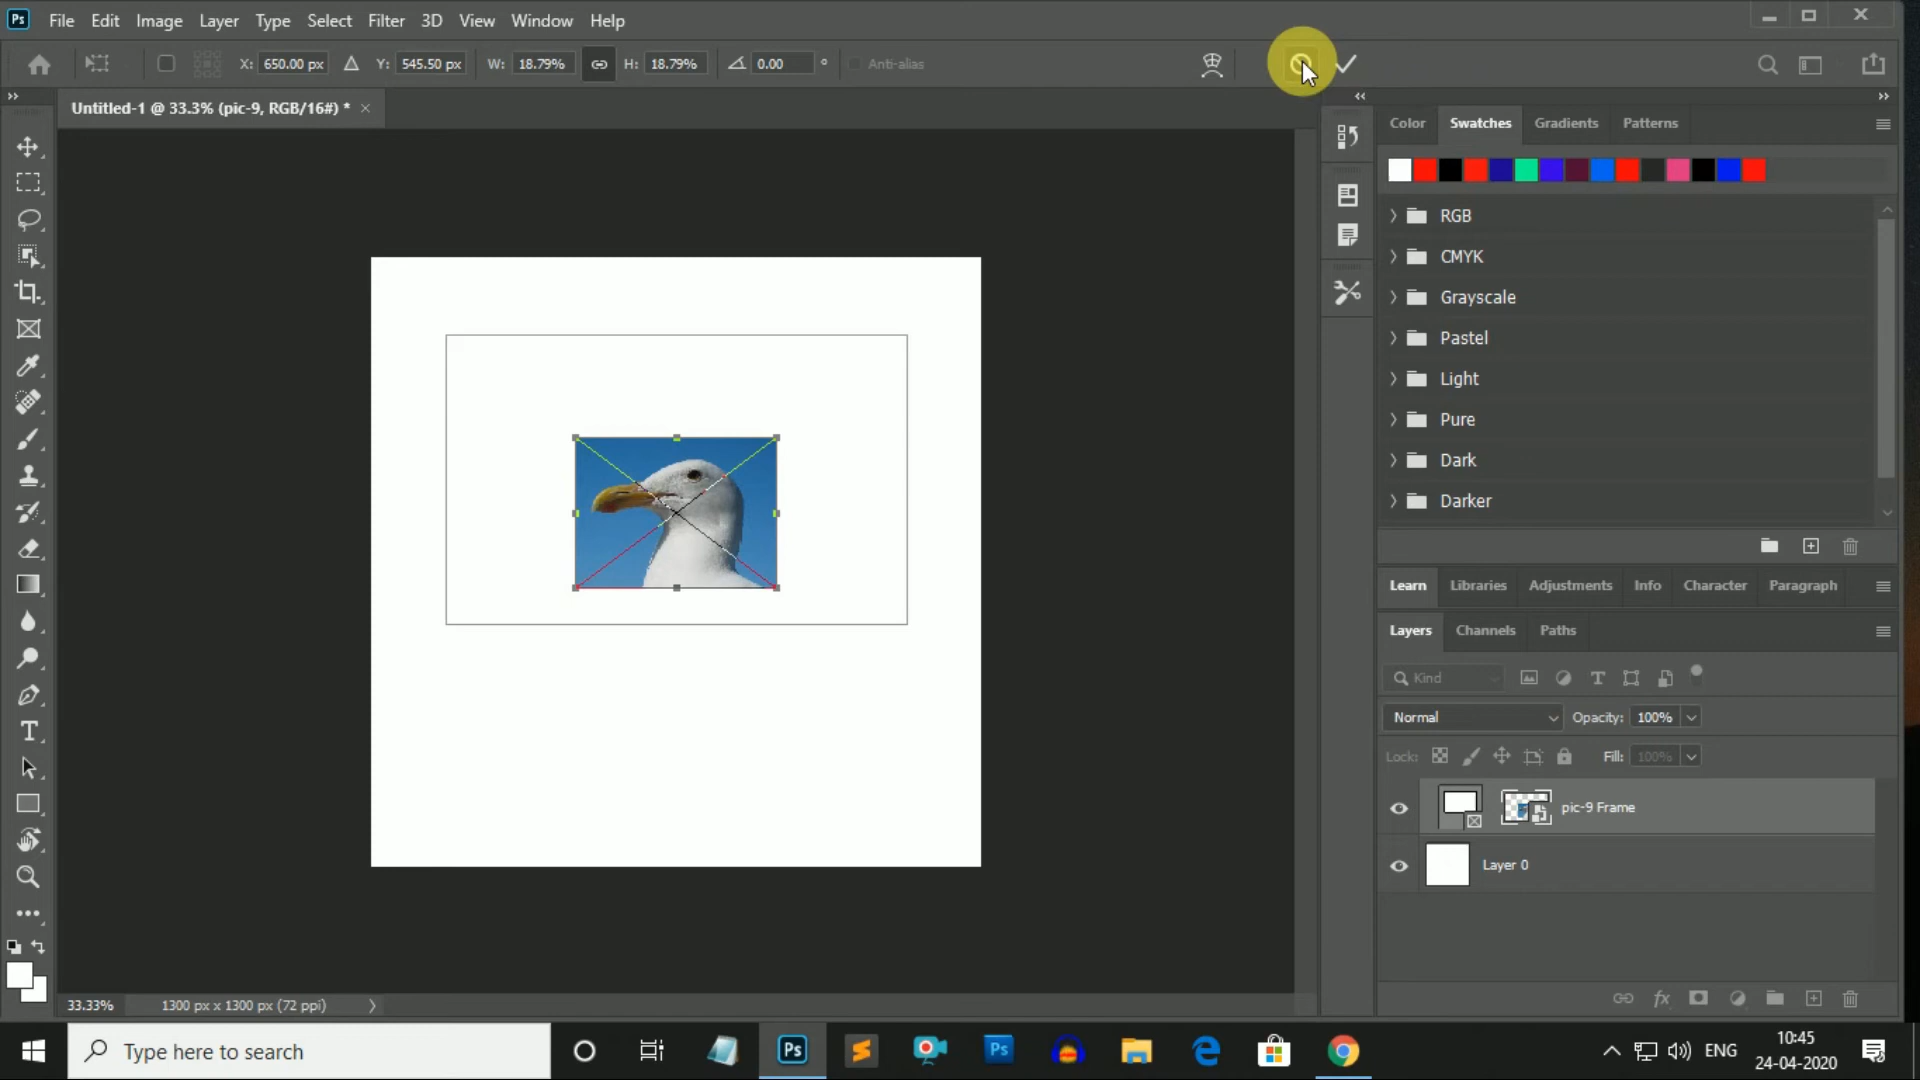 Ps File Edit Image Layer Type Select Filter 3D View Window Help
X: 650.00 px Y: 545.50 px W: 18.79% H: 18.79% 0.00 ° Anti-alias
Untitled-1 @ 33.3% (pic-9, RGB/16#) * ×
Color Swatches Gradients Patterns
RGB
CMYK
Grayscale
Pastel
Light
Pure
Dark
Darker
Learn Libraries Adjustments Info Character Paragraph
Layers Channels Paths
Kind
Normal Opacity: 100%
Lock: Fill: 100%
pic-9 Frame
Layer 0
33.33% 1300 px x 1300 px (72 ppi)
Type here to search
Ps
Ps
ENG
10:45
24-04-2020